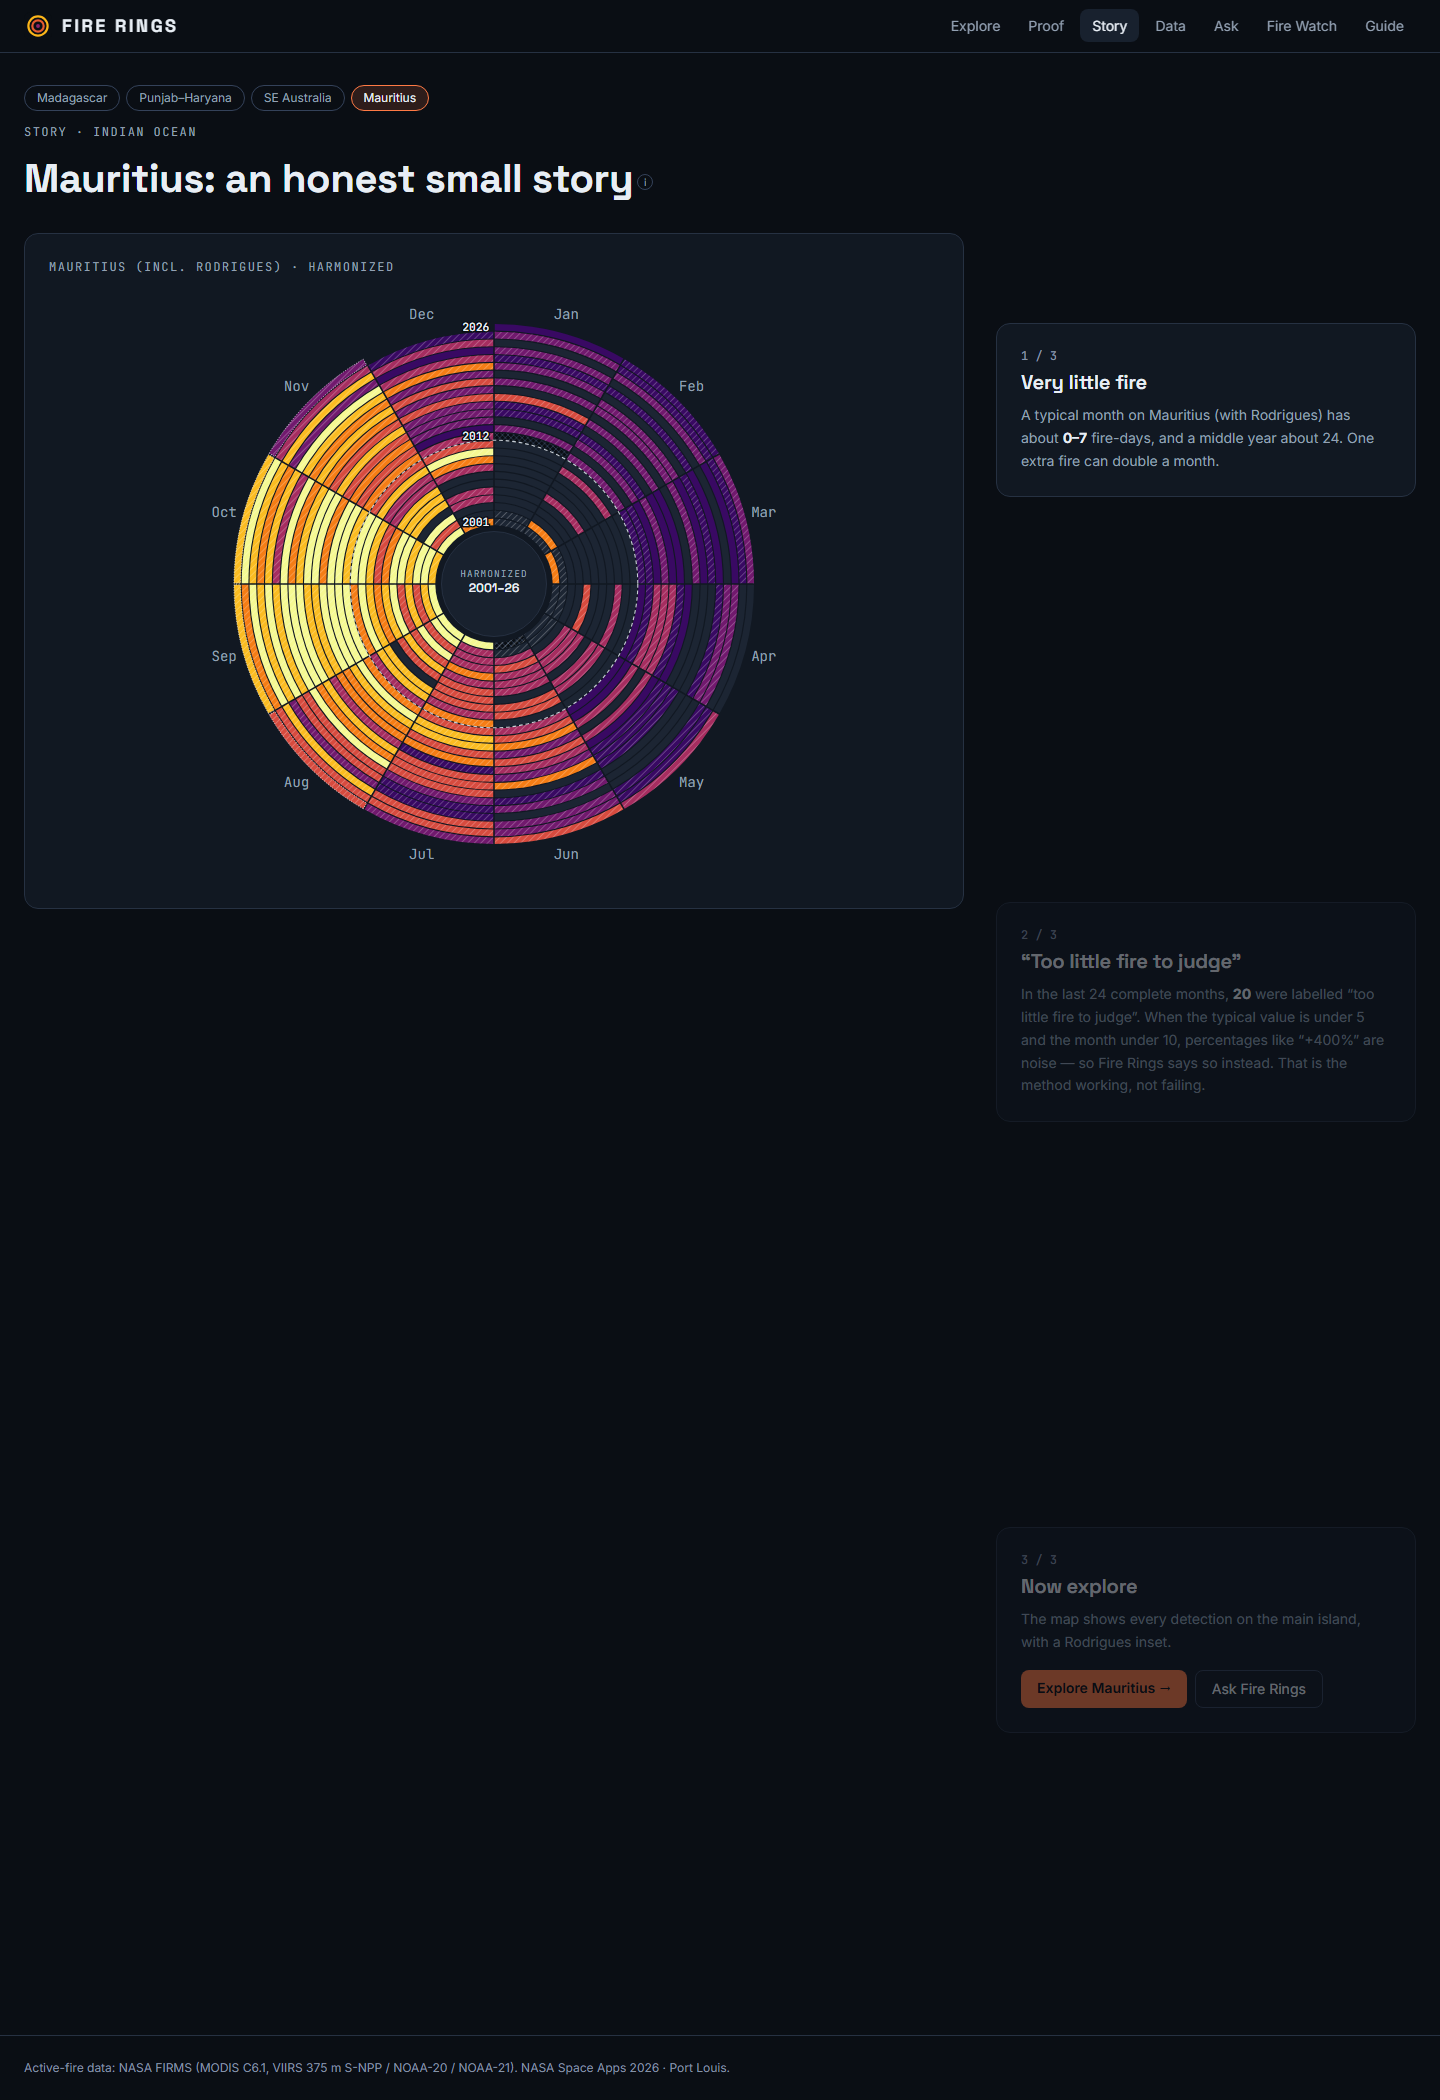 FIRE RINGS
Explore
Proof
Story
Data
Ask
Fire Watch
Guide
Madagascar
Punjab–Haryana
SE Australia
Mauritius
STORY · INDIAN OCEAN
Mauritius: an honest small story
i
MAURITIUS (INCL. RODRIGUES) · HARMONIZED
Dec
Jan
2026
Nov
Feb
2012
Oct
Mar
2001
HARMONIZED
2001–26
Sep
Apr
Aug
May
Jul
Jun
1 / 3
Very little fire
A typical month on Mauritius (with Rodrigues) has
about 0–7 fire-days, and a middle year about 24. One
extra fire can double a month.
2 / 3
“Too little fire to judge”
In the last 24 complete months, 20 were labelled “too
little fire to judge”. When the typical value is under 5
and the month under 10, percentages like “+400%” are
noise — so Fire Rings says so instead. That is the
method working, not failing.
3 / 3
Now explore
The map shows every detection on the main island,
with a Rodrigues inset.
Explore Mauritius →
Ask Fire Rings
Active-fire data: NASA FIRMS (MODIS C6.1, VIIRS 375 m S-NPP / NOAA-20 / NOAA-21). NASA Space Apps 2026 · Port Louis.